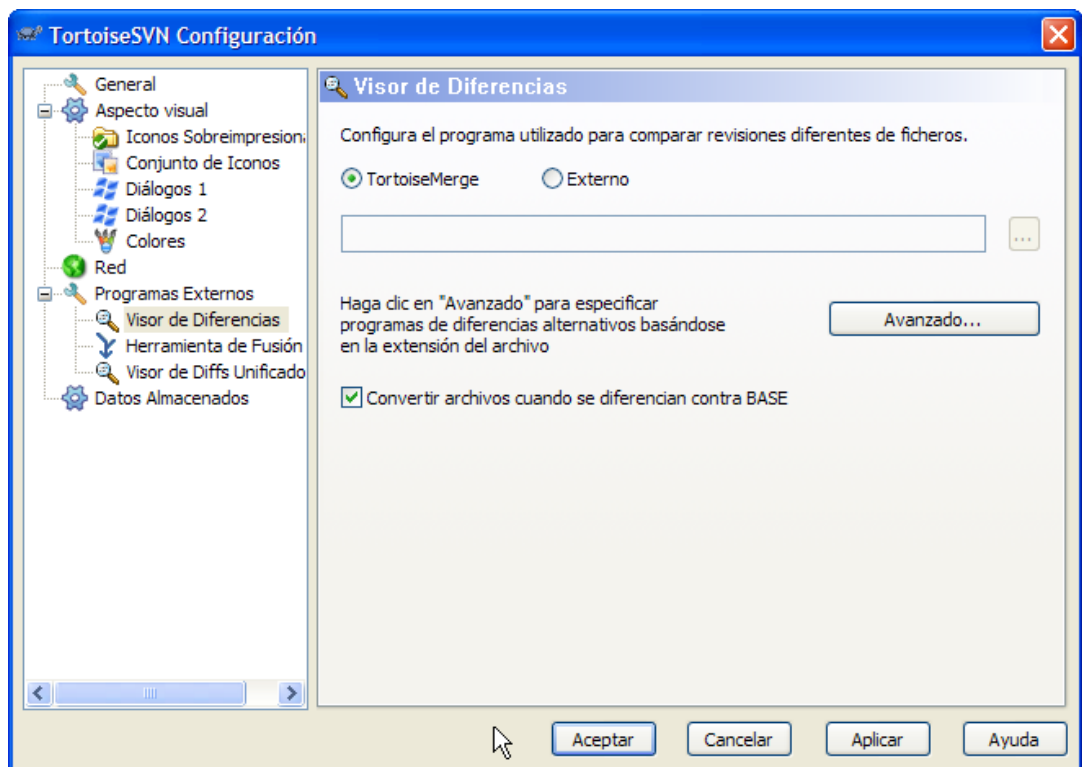 TortoiseSVN Configuración
General
Aspecto visual
Iconos Sobreimpresion
Conjunto de Iconos
Diálogos 1
Diálogos 2
Colores
Red
Programas Externos
Visor de Diferencias
Herramienta de Fusión
Visor de Diffs Unificado
Datos Almacenados
Visor de Diferencias
Configura el programa utilizado para comparar revisiones diferentes de ficheros.
TortoiseMerge Externo
...
Haga clic en "Avanzado" para especificar
programas de diferencias alternativos basándose
en la extensión del archivo
Avanzado...
Convertir archivos cuando se diferencian contra BASE
Aceptar Cancelar Aplicar Ayuda